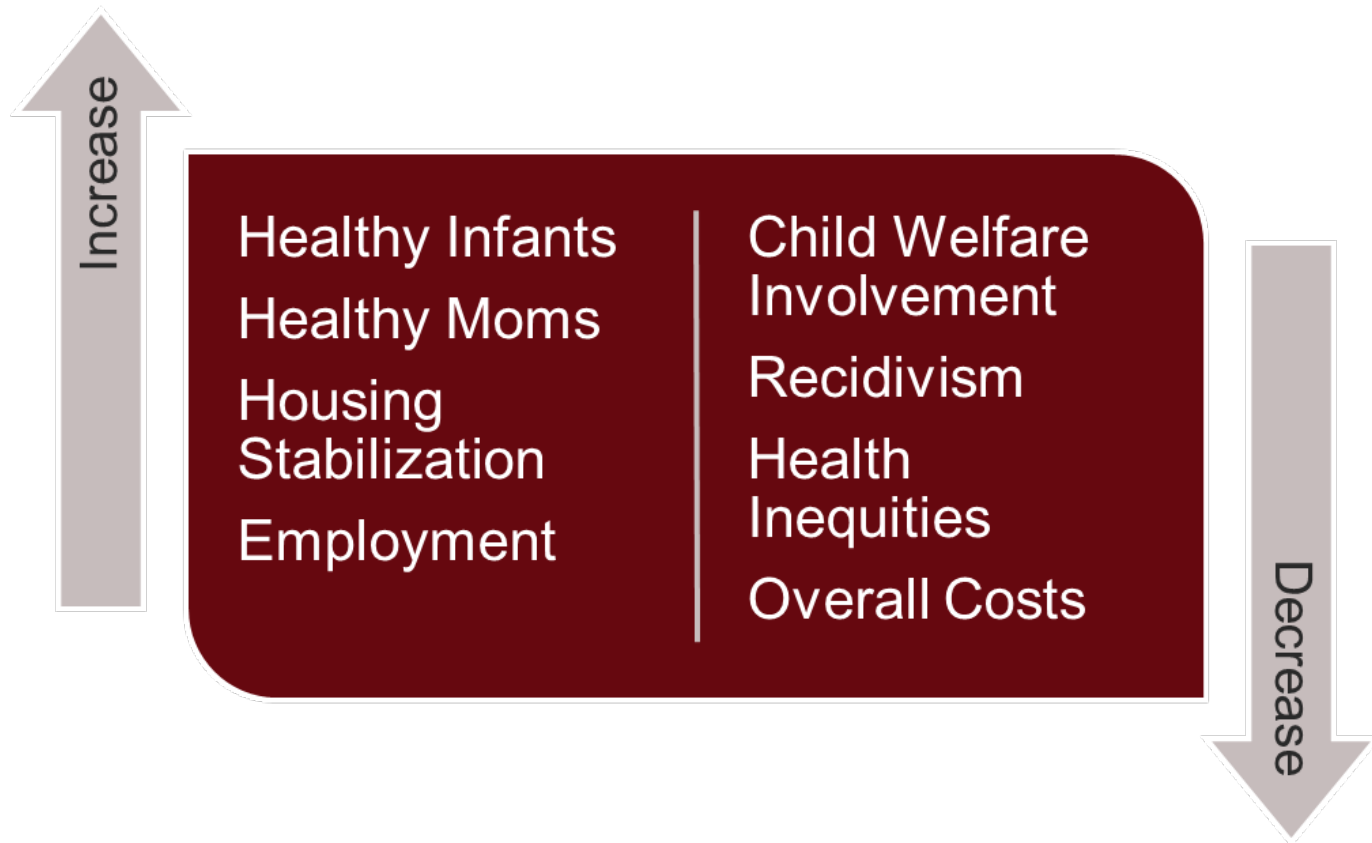 Increase
Healthy Infants
Healthy Moms
Housing
Stabilization
Employment
Child Welfare
Involvement
Recidivism
Health
Inequities
Overall Costs
Decrease